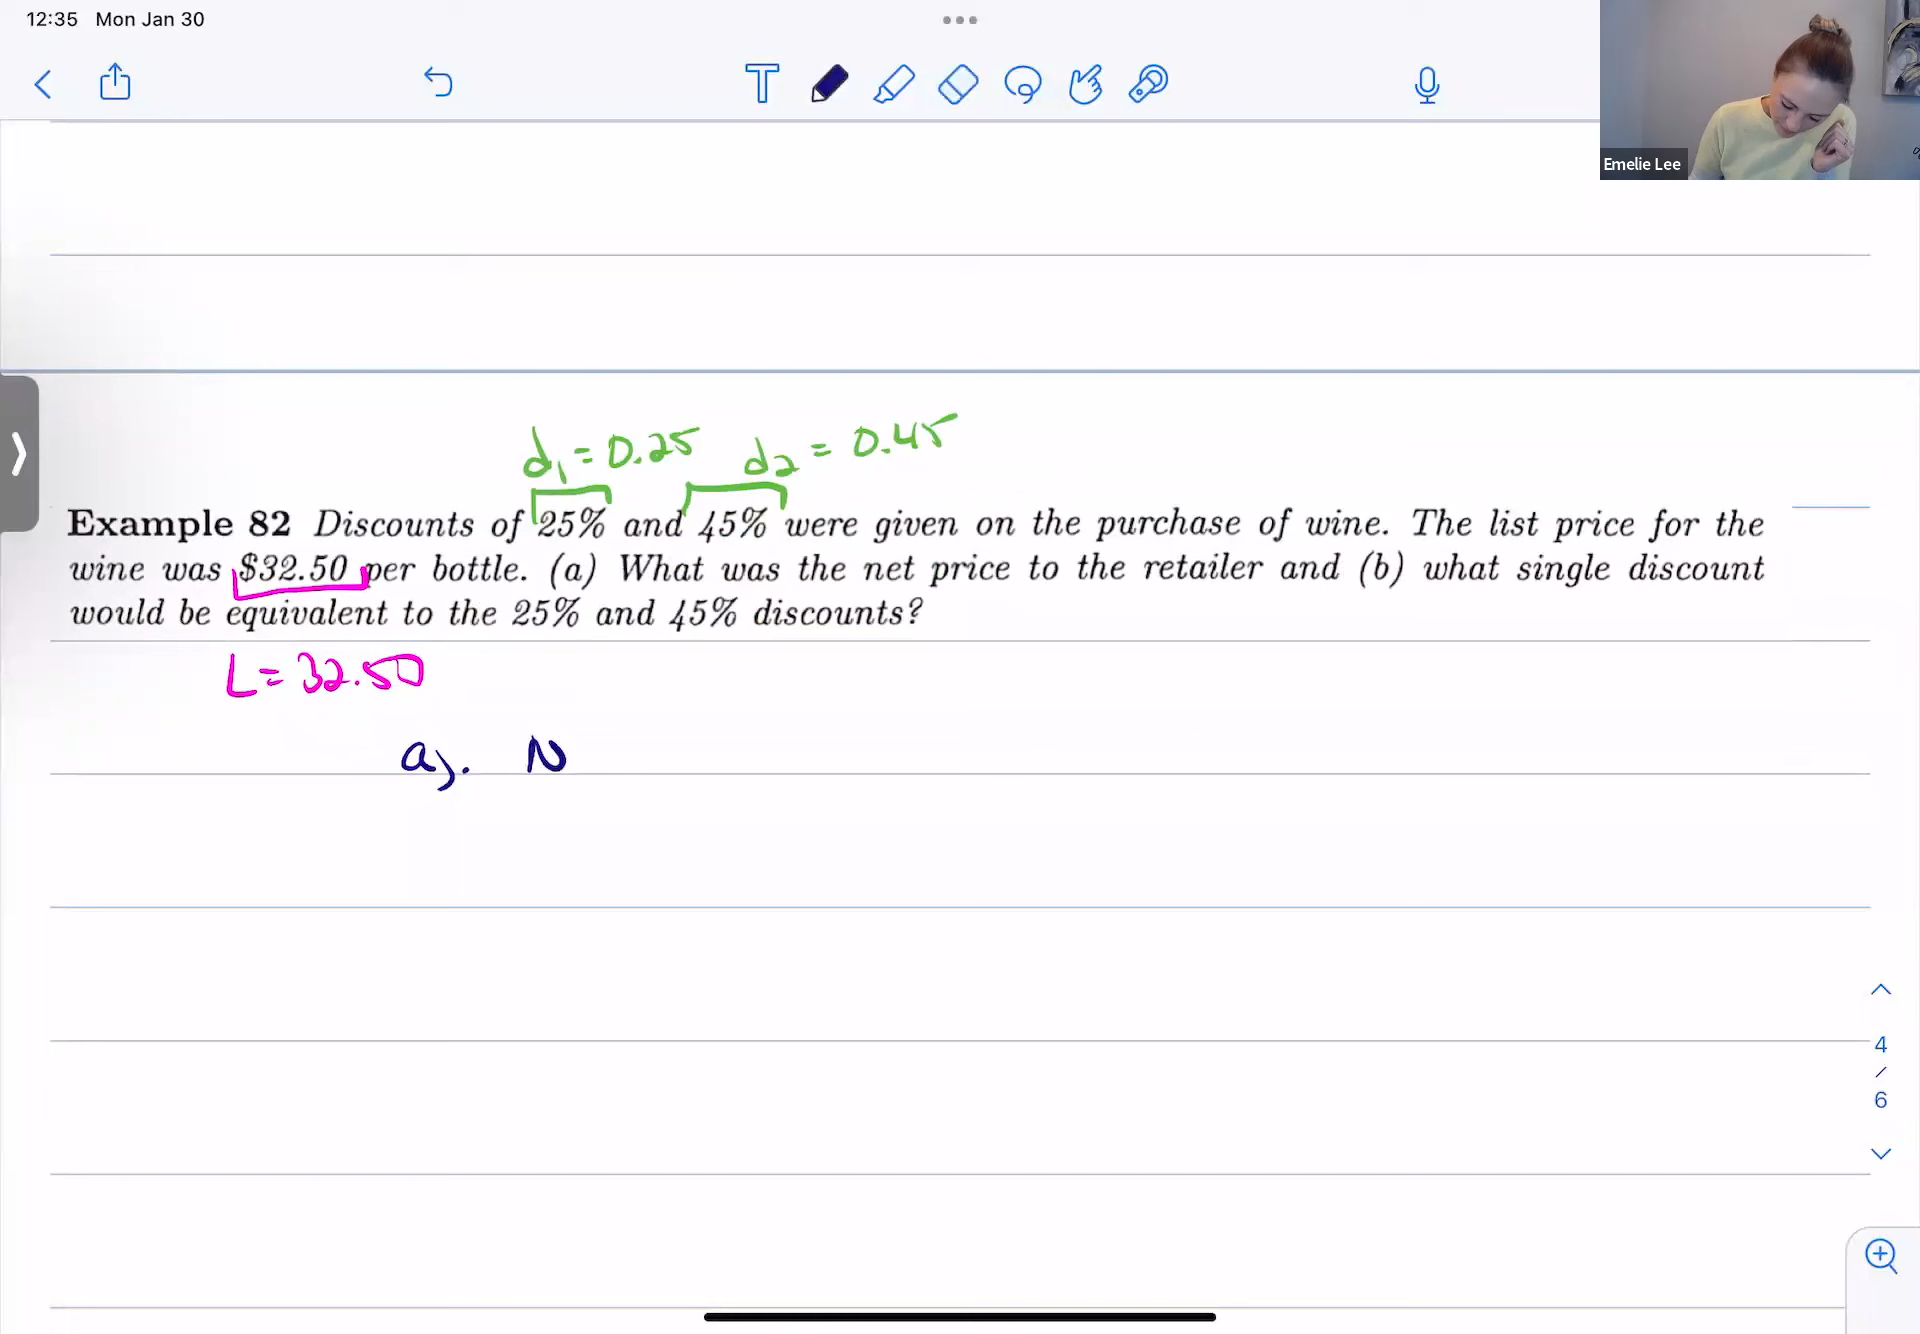 12:35 Mon Jan 30
T
Emelie Lee
d₁ = 0.25 d₂ = 0.45
Example 82 Discounts of 25% and 45% were given on the purchase of wine. The list price for the
wine was $32.50 per bottle. (a) What was the net price to the retailer and (b) what single discount
would be equivalent to the 25% and 45% discounts?
L = 32.50
a). N
4
/
6